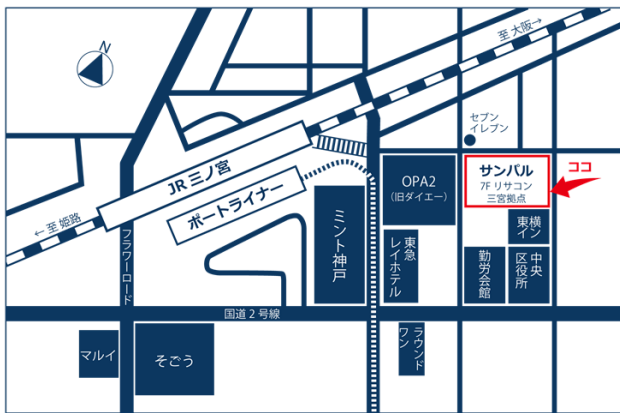 N
至 大阪→
セブン
イレブン
JR 三ノ宮
ポートライナー
←至 姫路
フラワーロード
ミント神戸
OPA2
（旧ダイエー）
サンパル
7F リサコン
三宮拠点
ココ
東横
イン
東急
レイホテル
勤労会館
中央
区役所
国道２号線
マルイ
そごう
ラウンド
ワン